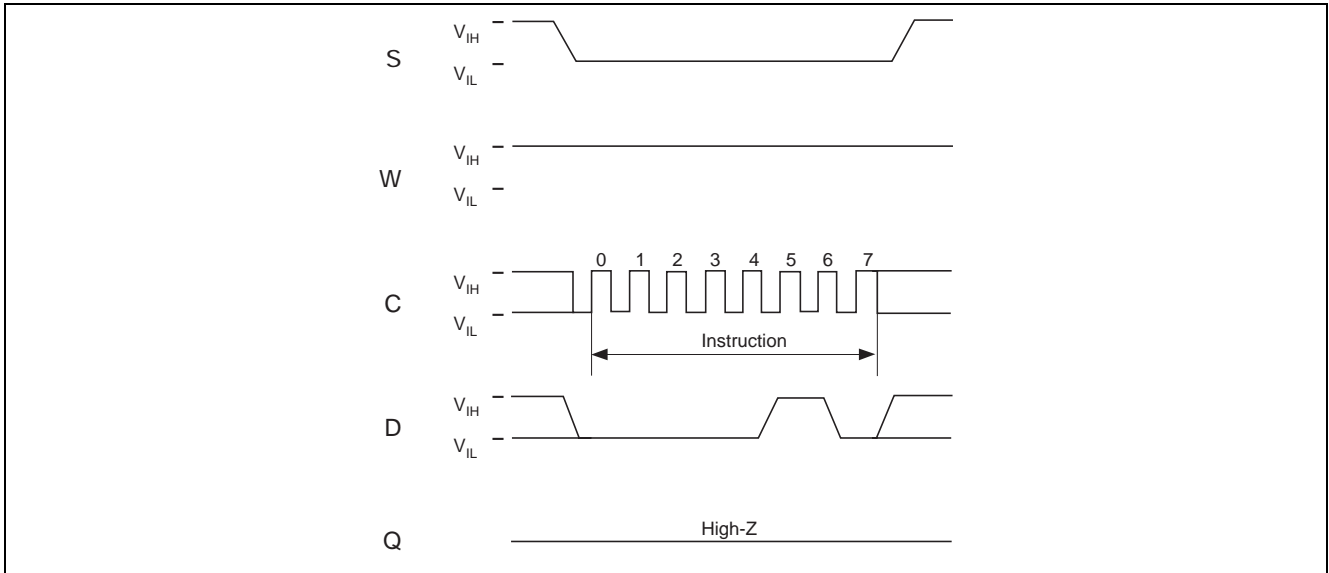 V_IH
S
V_IL
V_IH
W
V_IL
0 1 2 3 4 5 6 7
V_IH
C
V_IL
Instruction
V_IH
D
V_IL
High-Z
Q